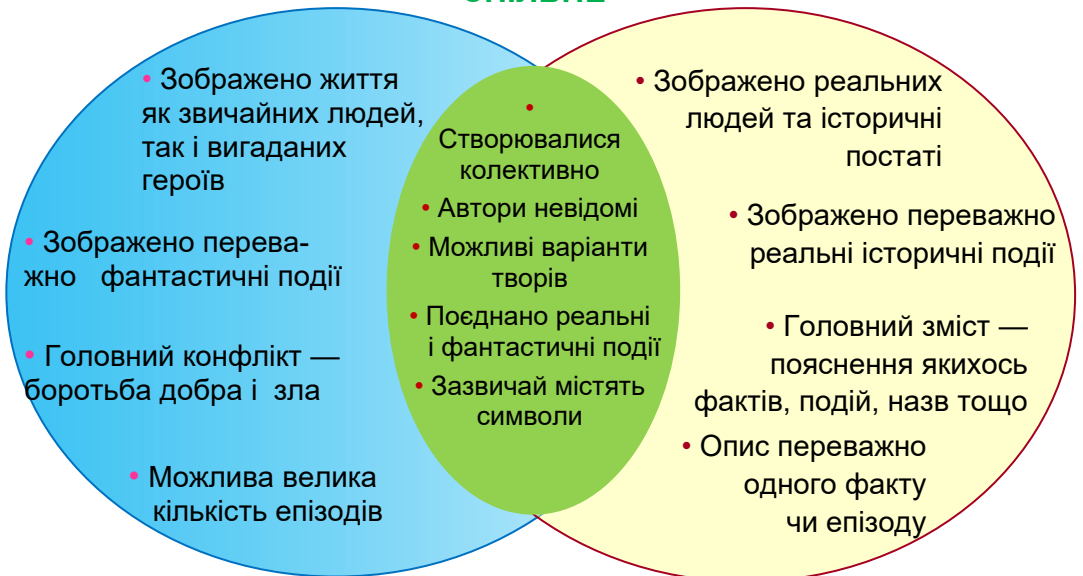 СПІЛЬНЕ
• Зображено життя
як звичайних людей,
так і вигаданих
героїв
• Зображено перева-
жно фантастичні події
• Головний конфлікт —
боротьба добра і зла
• Можлива велика
кількість епізодів
•
Створювалися
колективно
• Автори невідомі
• Можливі варіанти
творів
• Поєднано реальні
і фантастичні події
• Зазвичай містять
символи
• Зображено реальних
людей та історичні
постаті
• Зображено переважно
реальні історичні події
• Головний зміст —
пояснення якихось
фактів, подій, назв тощо
• Опис переважно
одного факту
чи епізоду